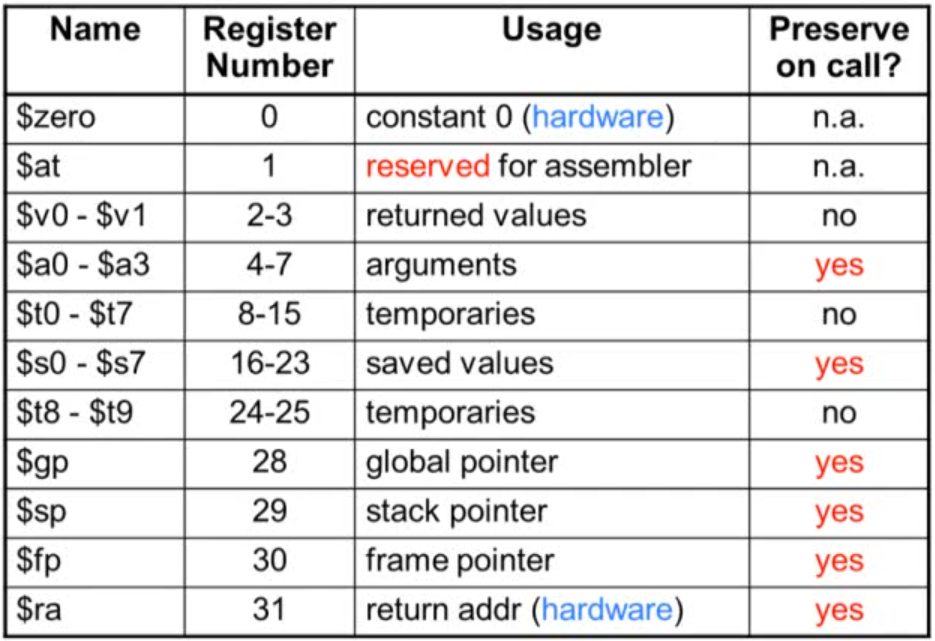 Name Register Number Usage Preserve on call?
$zero 0 constant 0 (hardware) n.a.
$at 1 reserved for assembler n.a.
$v0 - $v1 2-3 returned values no
$a0 - $a3 4-7 arguments yes
$t0 - $t7 8-15 temporaries no
$s0 - $s7 16-23 saved values yes
$t8 - $t9 24-25 temporaries no
$gp 28 global pointer yes
$sp 29 stack pointer yes
$fp 30 frame pointer yes
$ra 31 return addr (hardware) yes